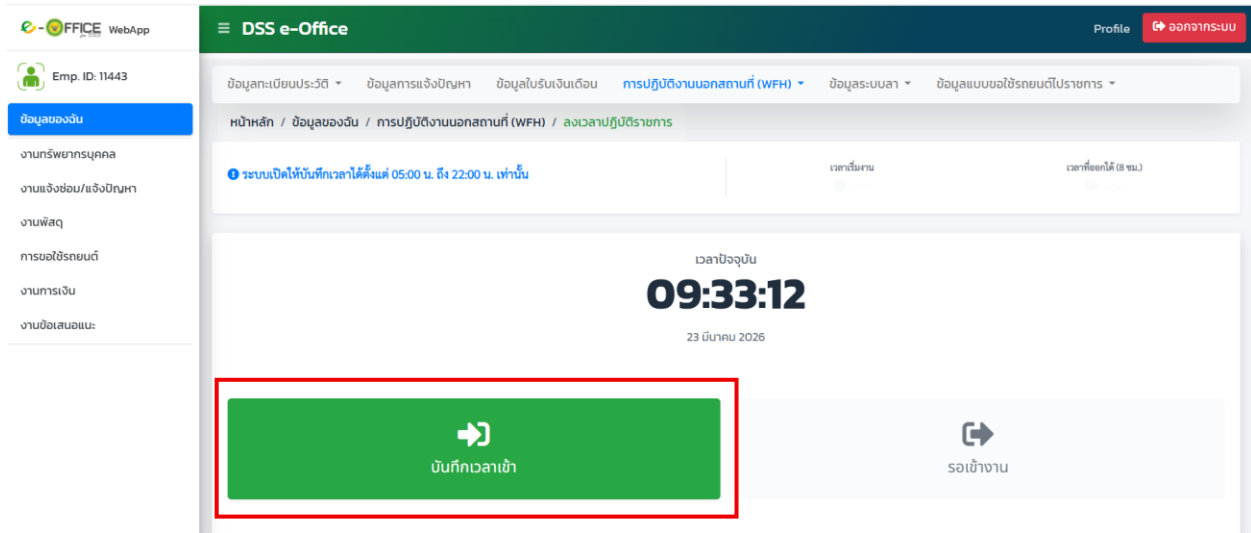 e-OFFICE WebApp
≡ DSS e-Office
Profile
ออกจากระบบ
Emp. ID: 11443
ข้อมูลของฉัน
งานทรัพยากรบุคคล
งานแจ้งซ่อม/แจ้งปัญหา
งานพัสดุ
การขอใช้รถยนต์
งานการเงิน
งานข้อเสนอแนะ
ข้อมูลทะเบียนประวัติ
ข้อมูลการแจ้งปัญหา
ข้อมูลใบรับเงินเดือน
การปฏิบัติงานนอกสถานที่ (WFH)
ข้อมูลระบบลา
ข้อมูลแบบขอใช้รถยนต์ไปราชการ
หน้าหลัก / ข้อมูลของฉัน / การปฏิบัติงานนอกสถานที่ (WFH) / ลงเวลาปฏิบัติราชการ
ระบบเปิดให้บันทึกเวลาได้ตั้งแต่ 05:00 น. ถึง 22:00 น. เท่านั้น
เวลาเริ่มงาน
เวลาที่ออกได้ (8 ชม.)
เวลาปัจจุบัน
09:33:12
23 มีนาคม 2026
บันทึกเวลาเข้า
รอเข้างาน